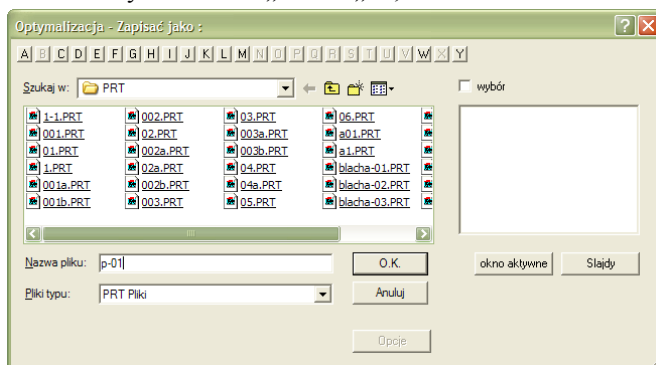 Optymalizacja - Zapisać jako :
A B C D E F G H I J K L M N O P Q R S T U V W X Y
Szukaj w: PRT
wybór
1-1.PRT 002.PRT 03.PRT 06.PRT
001.PRT 02.PRT 003a.PRT a01.PRT
01.PRT 002a.PRT 003b.PRT a1.PRT
1.PRT 02a.PRT 04.PRT blacha-01.PRT
001a.PRT 002b.PRT 04a.PRT blacha-02.PRT
001b.PRT 003.PRT 05.PRT blacha-03.PRT
Nazwa pliku: p-01 O.K. okno aktywne Slajdy
Pliki typu: PRT Pliki Anuluj
Opcje